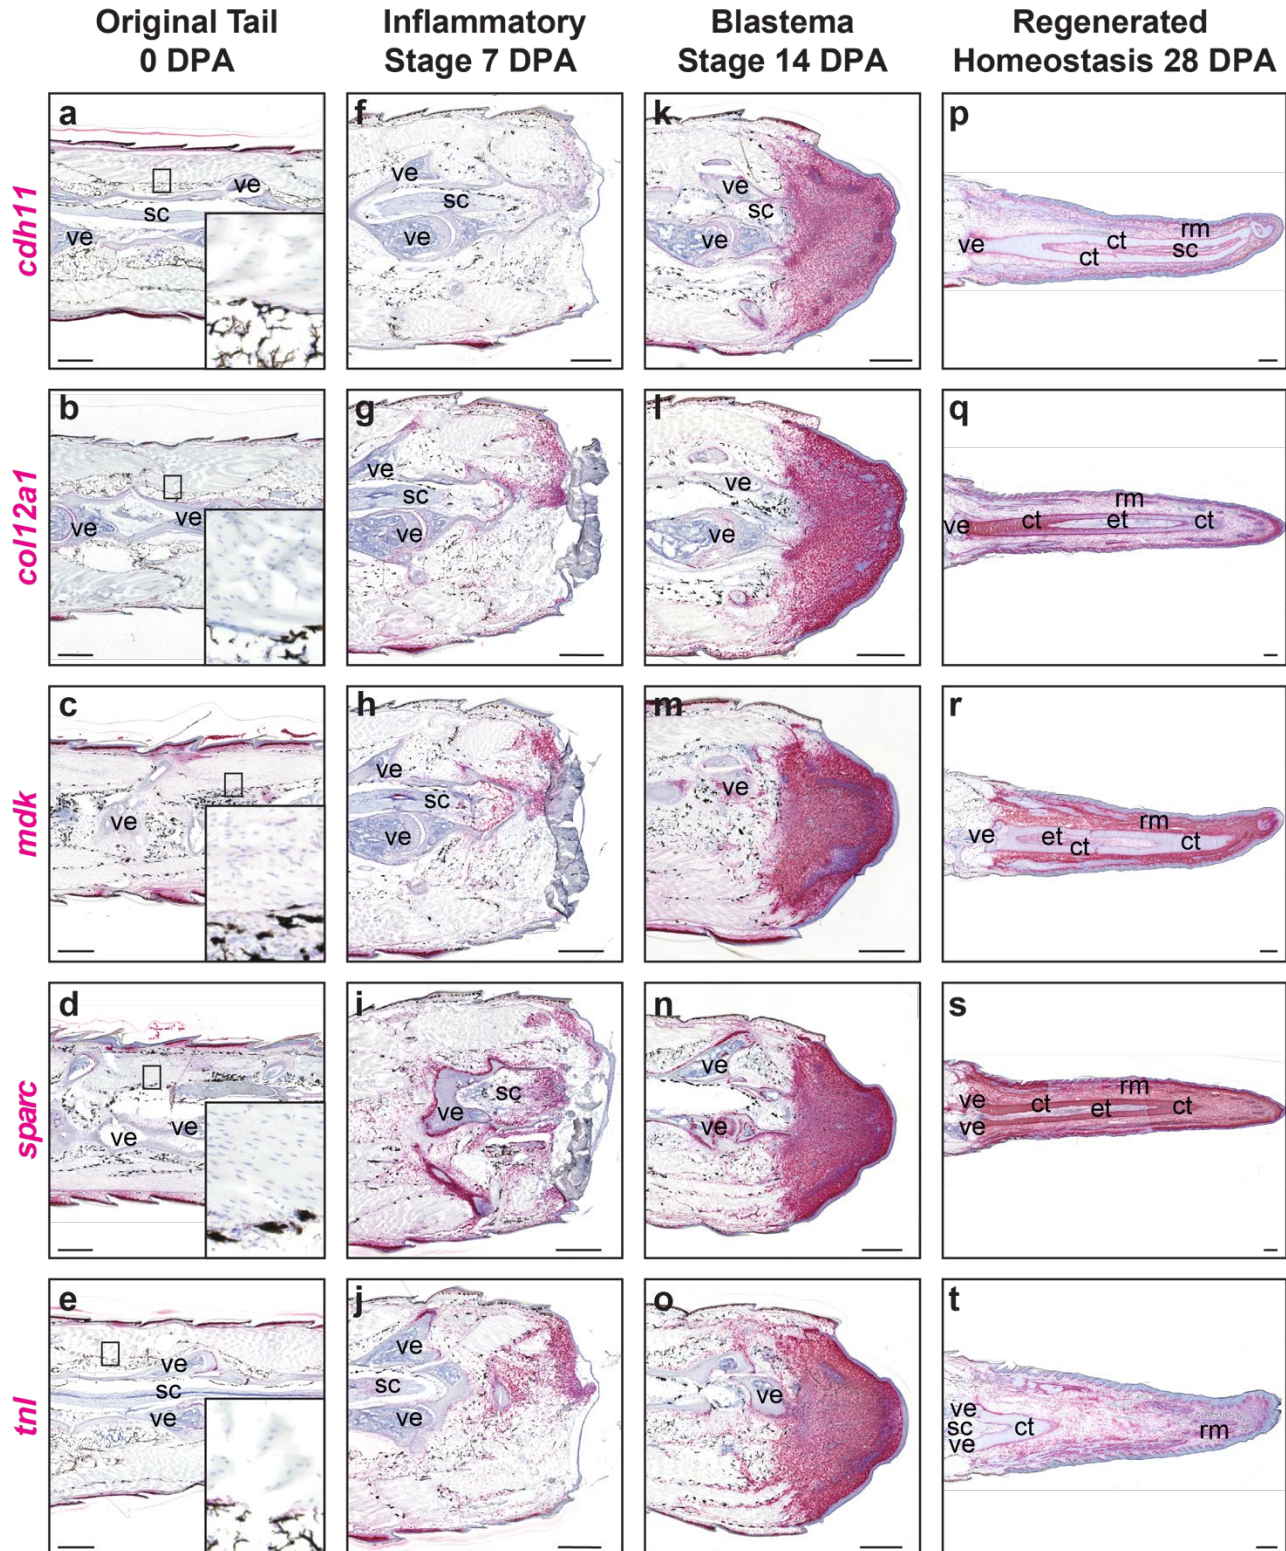 Original Tail
0 DPA
Inflammatory
Stage 7 DPA
Blastema
Stage 14 DPA
Regenerated
Homeostasis 28 DPA
cdh11
a
ve
sc
ve
f
ve
sc
ve
k
ve
sc
ve
p
rm
ve
ct
sc
ct
col12a1
b
ve
ve
g
ve
sc
ve
l
ve
q
rm
ve
ct
et
ct
mdk
c
ve
h
ve
sc
ve
m
ve
r
rm
ve
et
ct
ct
sparc
d
ve
ve
i
sc
ve
n
ve
ve
s
rm
ve
ct
et
ct
ve
tnl
e
ve
sc
ve
j
ve
sc
ve
o
ve
t
ve
sc
ct
rm
ve